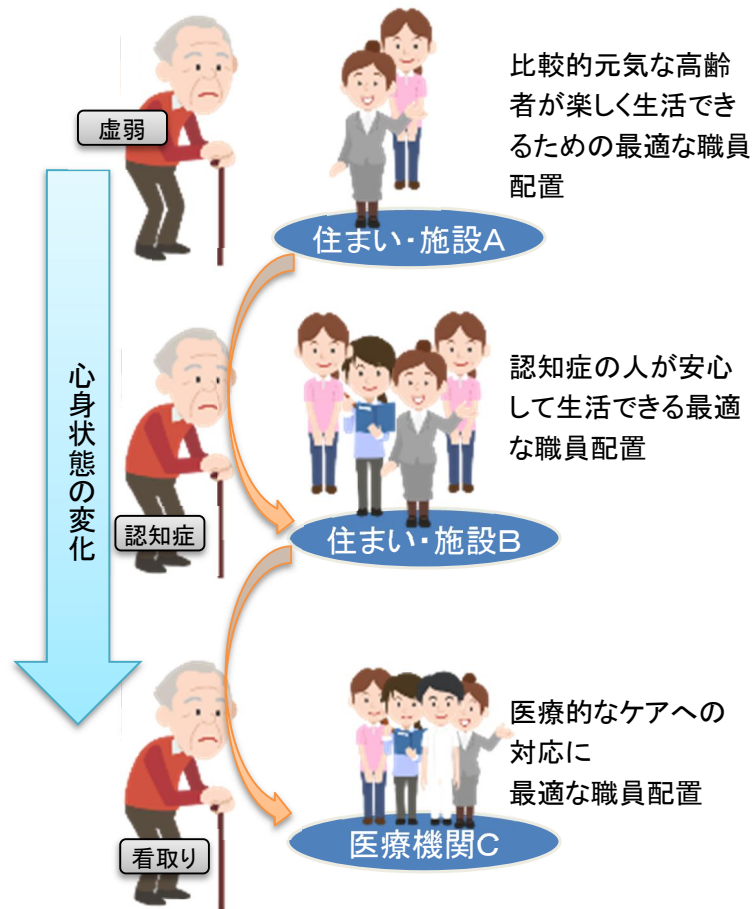 虚弱
比較的元気な高齢
者が楽しく生活でき
るための最適な職員
配置
住まい・施設A
心身状態の変化
認知症の人が安心
して生活できる最適
な職員配置
認知症
住まい・施設B
医療的なケアへの
対応に
最適な職員配置
看取り
医療機関C